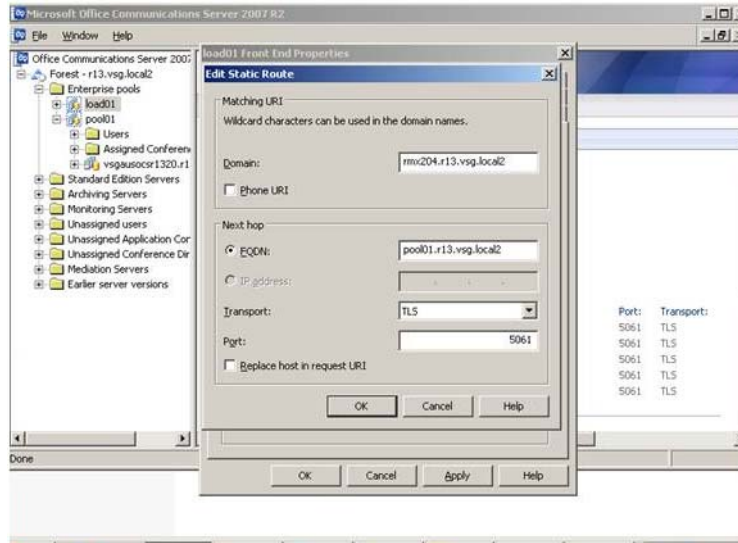 Microsoft Office Communications Server 2007 R2
File Window Help
Office Communications Server 2007
Forest - r13.vsg.local2
Enterprise pools
load01
pool01
Users
Assigned Conferen
vsgausocsr1320.r1
Standard Edition Servers
Archiving Servers
Monitoring Servers
Unassigned users
Unassigned Application Cor
Unassigned Conference Dir
Mediation Servers
Earlier server versions
Done
load01 Front End Properties
Edit Static Route
Matching URI
Wildcard characters can be used in the domain names.
Domain: rmx204.r13.vsg.local2
Phone URI
Next hop
FQDN: pool01.r13.vsg.local2
IP address:
Transport: TLS
Port: 5061
Replace host in request URI
OK Cancel Help
OK Cancel Apply Help
Port: Transport:
5061 TLS
5061 TLS
5061 TLS
5061 TLS
5061 TLS